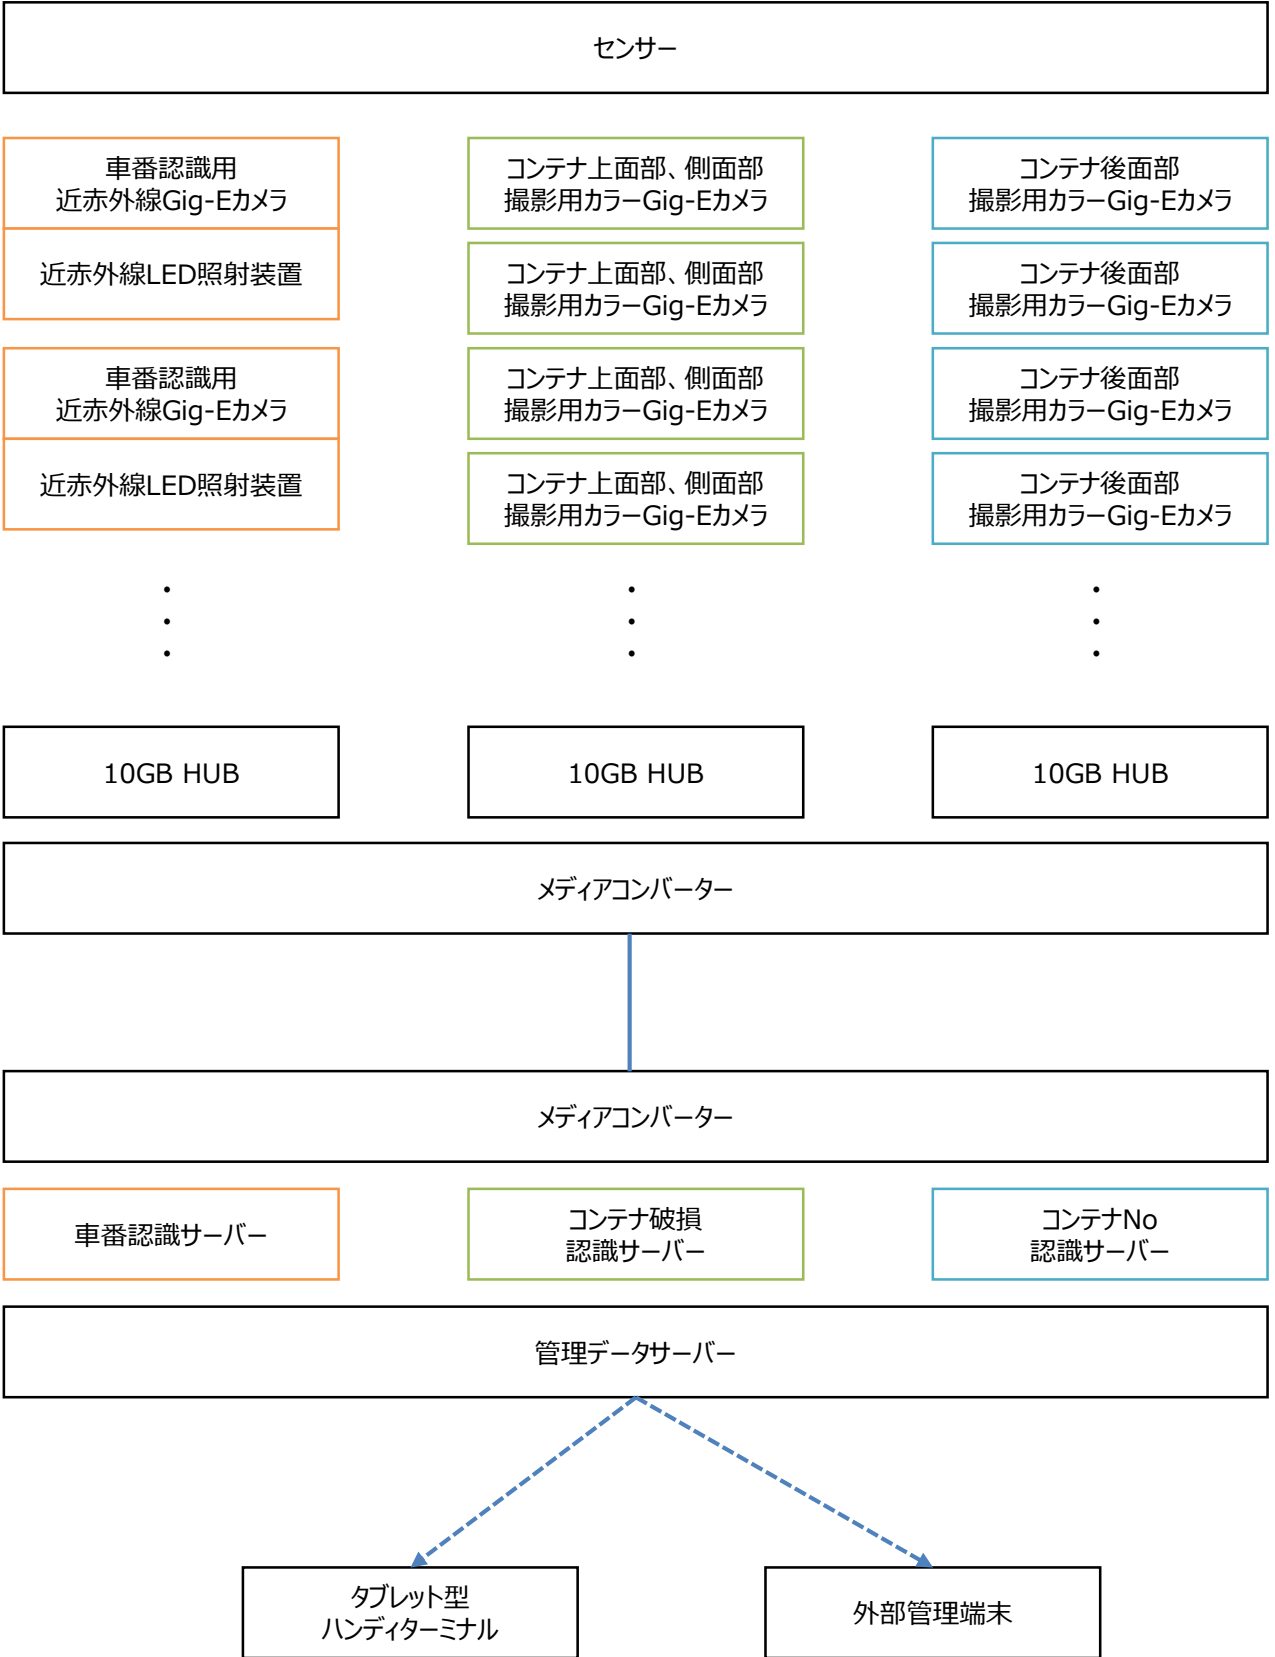 センサー
車番認識用
近赤外線Gig-Eカメラ
コンテナ上面部、側面部
撮影用カラーGig-Eカメラ
コンテナ後面部
撮影用カラーGig-Eカメラ
近赤外線LED照射装置
コンテナ上面部、側面部
撮影用カラーGig-Eカメラ
コンテナ後面部
撮影用カラーGig-Eカメラ
車番認識用
近赤外線Gig-Eカメラ
コンテナ上面部、側面部
撮影用カラーGig-Eカメラ
コンテナ後面部
撮影用カラーGig-Eカメラ
近赤外線LED照射装置
コンテナ上面部、側面部
撮影用カラーGig-Eカメラ
コンテナ後面部
撮影用カラーGig-Eカメラ
・
・
・
・
・
・
・
・
・
10GB HUB
10GB HUB
10GB HUB
メディアコンバーター
メディアコンバーター
車番認識サーバー
コンテナ破損
認識サーバー
コンテナNo
認識サーバー
管理データサーバー
タブレット型
ハンディターミナル
外部管理端末